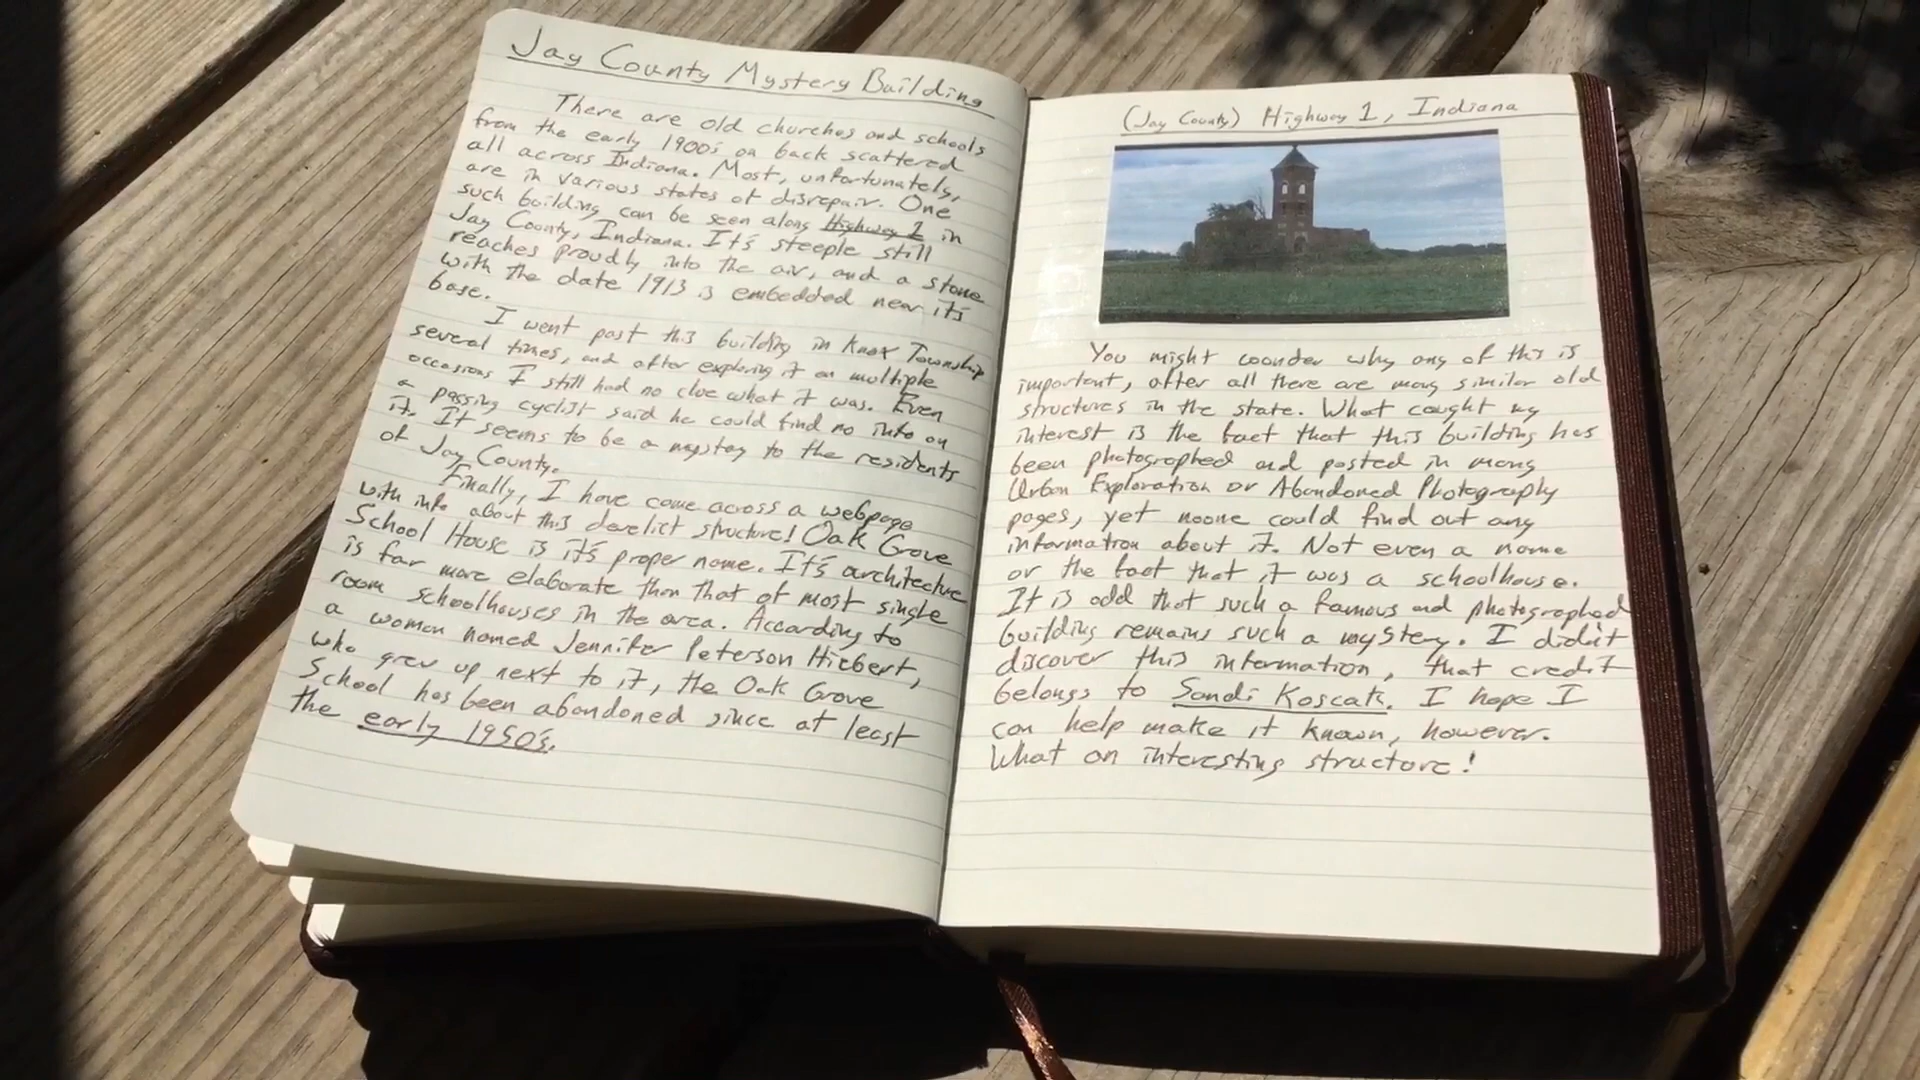 Jay County Mystery Building
There are old churches and schools
from the early 1900's on back scattered
all across Indiana. Most, unfortunately,
are in various states of disrepair. One
such building can be seen along Highway 1 in
Jay County, Indiana. It's steeple still
reaches proudly into the air, and a stone
with the date 1913 is embedded near it's
base.
I went past this building in Knox Township
several times, and after exploring it on multiple
occasions I still had no clue what it was. Even
a passing cyclist said he could find no info on
it. It seems to be a mystery to the residents
of Jay County.
Finally, I have come across a webpage
with info about this derelict structure! Oak Grove
School House is it's proper name. It's architecture
is far more elaborate than that of most single
room schoolhouses in the area. According to
a woman named Jennifer Peterson Hiebert,
who grew up next to it, the Oak Grove
School has been abandoned since at least
the early 1950's.
(Jay County) Highway 1, Indiana
You might wonder why any of this is
important, after all there are many similar old
structures in the state. What caught my
interest is the fact that this building has
been photographed and posted in many
Urban Exploration or Abandoned Photography
pages, yet noone could find out any
information about it. Not even a name
or the fact that it was a schoolhouse.
It is odd that such a famous and photographed
building remains such a mystery. I didn't
discover this information, that credit
belongs to Sandi Koscak. I hope I
can help make it known, however.
What an interesting structure!